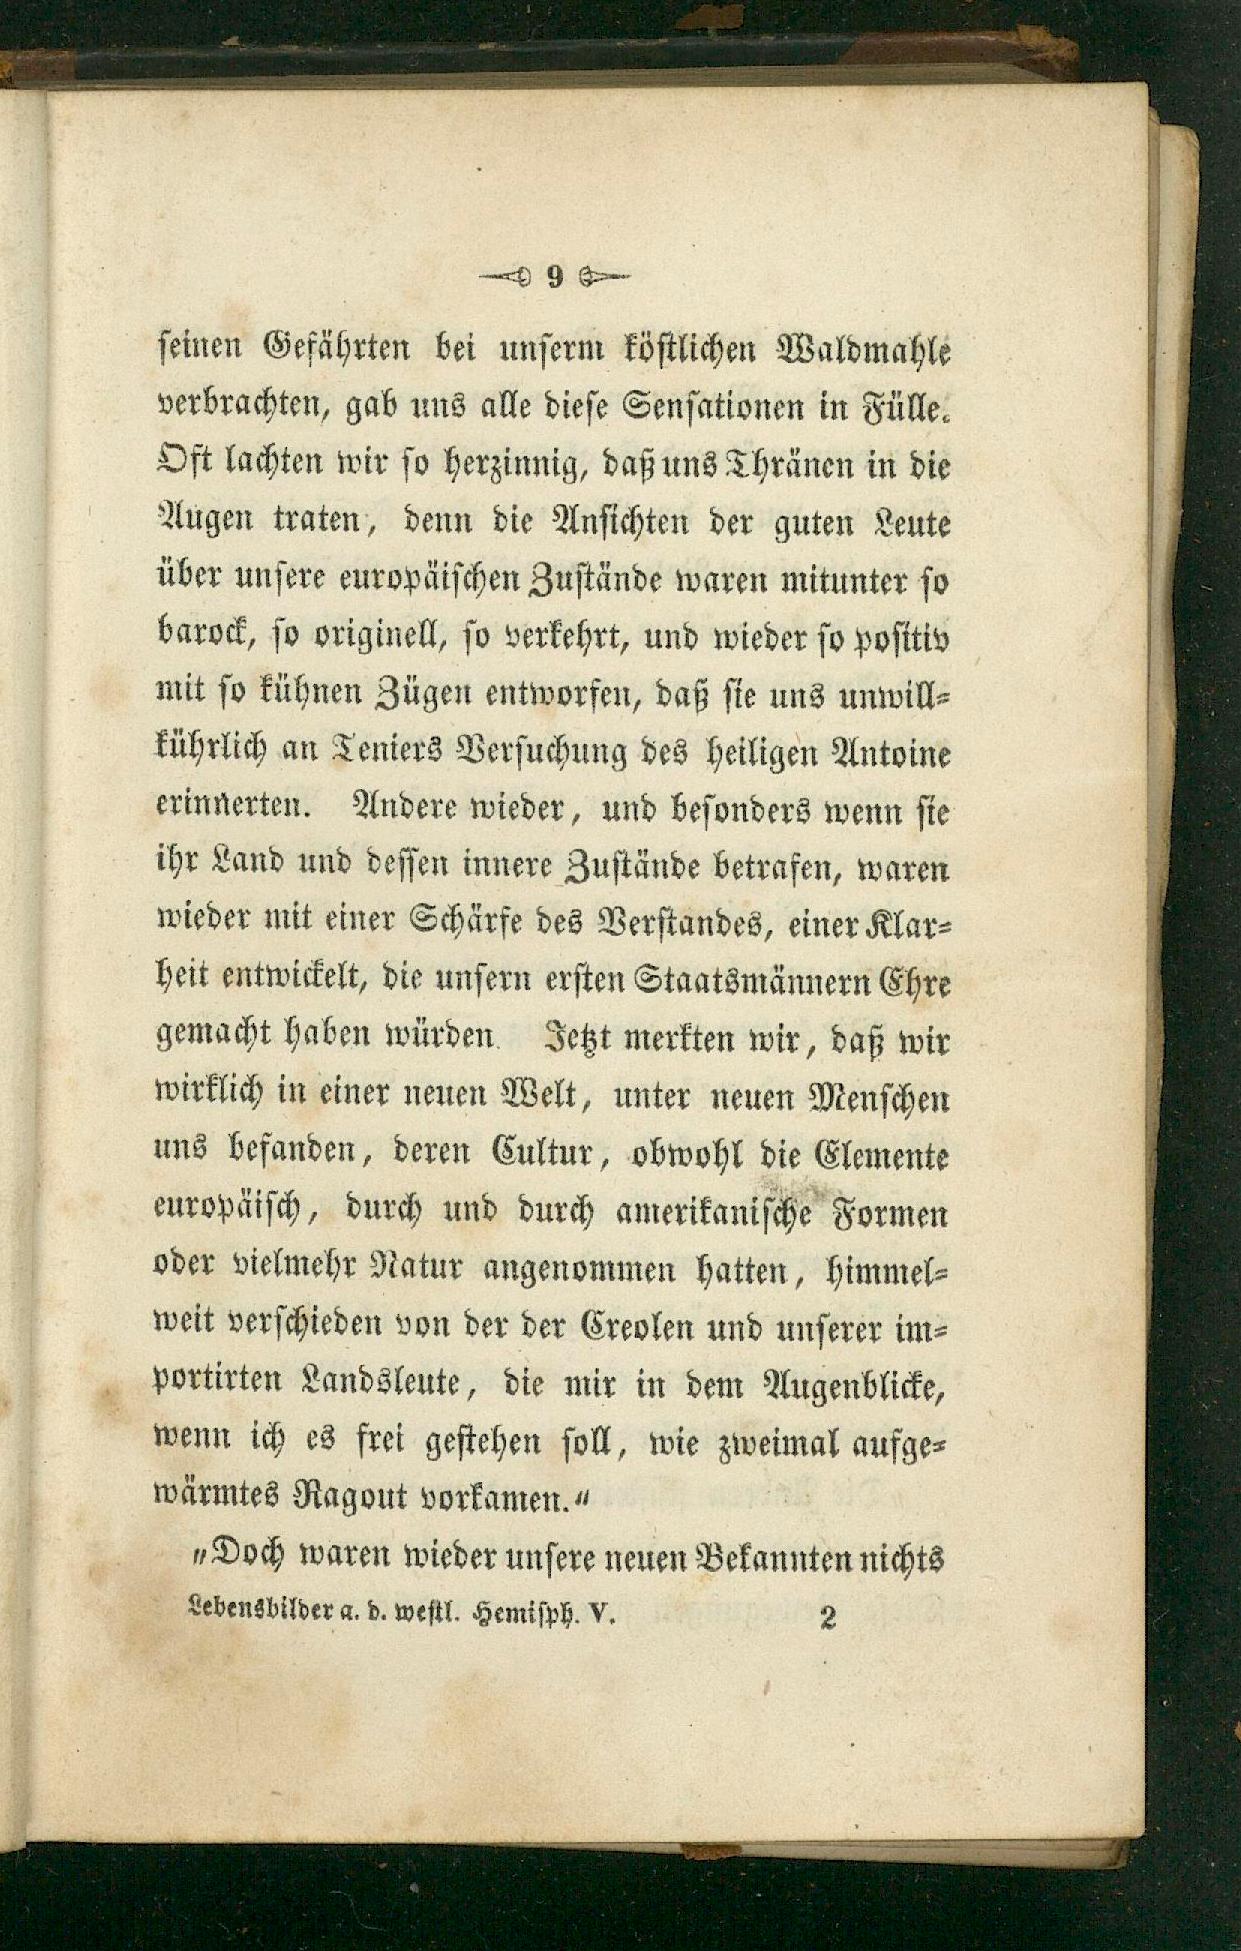 9
seinen Gefährten bei unserm köstlichen Waldmahle
verbrachten, gab uns alle diese Sensationen in Fülle.
Oft lachten wir so herzinnig, daß uns Thränen in die
Augen traten, denn die Ansichten der guten Leute
über unsere europäischen Zustände waren mitunter so
barock, so originell, so verkehrt, und wieder so positiv
mit so kühnen Zügen entworfen, daß sie uns unwill-
kührlich an Teniers Versuchung des heiligen Antoine
erinnerten. Andere wieder, und besonders wenn sie
ihr Land und dessen innere Zustände betrafen, waren
wieder mit einer Schärfe des Verstandes, einer Klar-
heit entwickelt, die unsern ersten Staatsmännern Ehre
gemacht haben würden. Jetzt merkten wir, daß wir
wirklich in einer neuen Welt, unter neuen Menschen
uns befanden, deren Cultur, obwohl die Elemente
europäisch, durch und durch amerikanische Formen
oder vielmehr Natur angenommen hatten, himmel-
weit verschieden von der der Creolen und unserer im-
portirten Landsleute, die mir in dem Augenblicke,
wenn ich es frei gestehen soll, wie zweimal aufge-
wärmtes Ragout vorkamen.“
„Doch waren wieder unsere neuen Bekannten nichts
Lebensbilder a. d. westl. Hemisph. V. 2